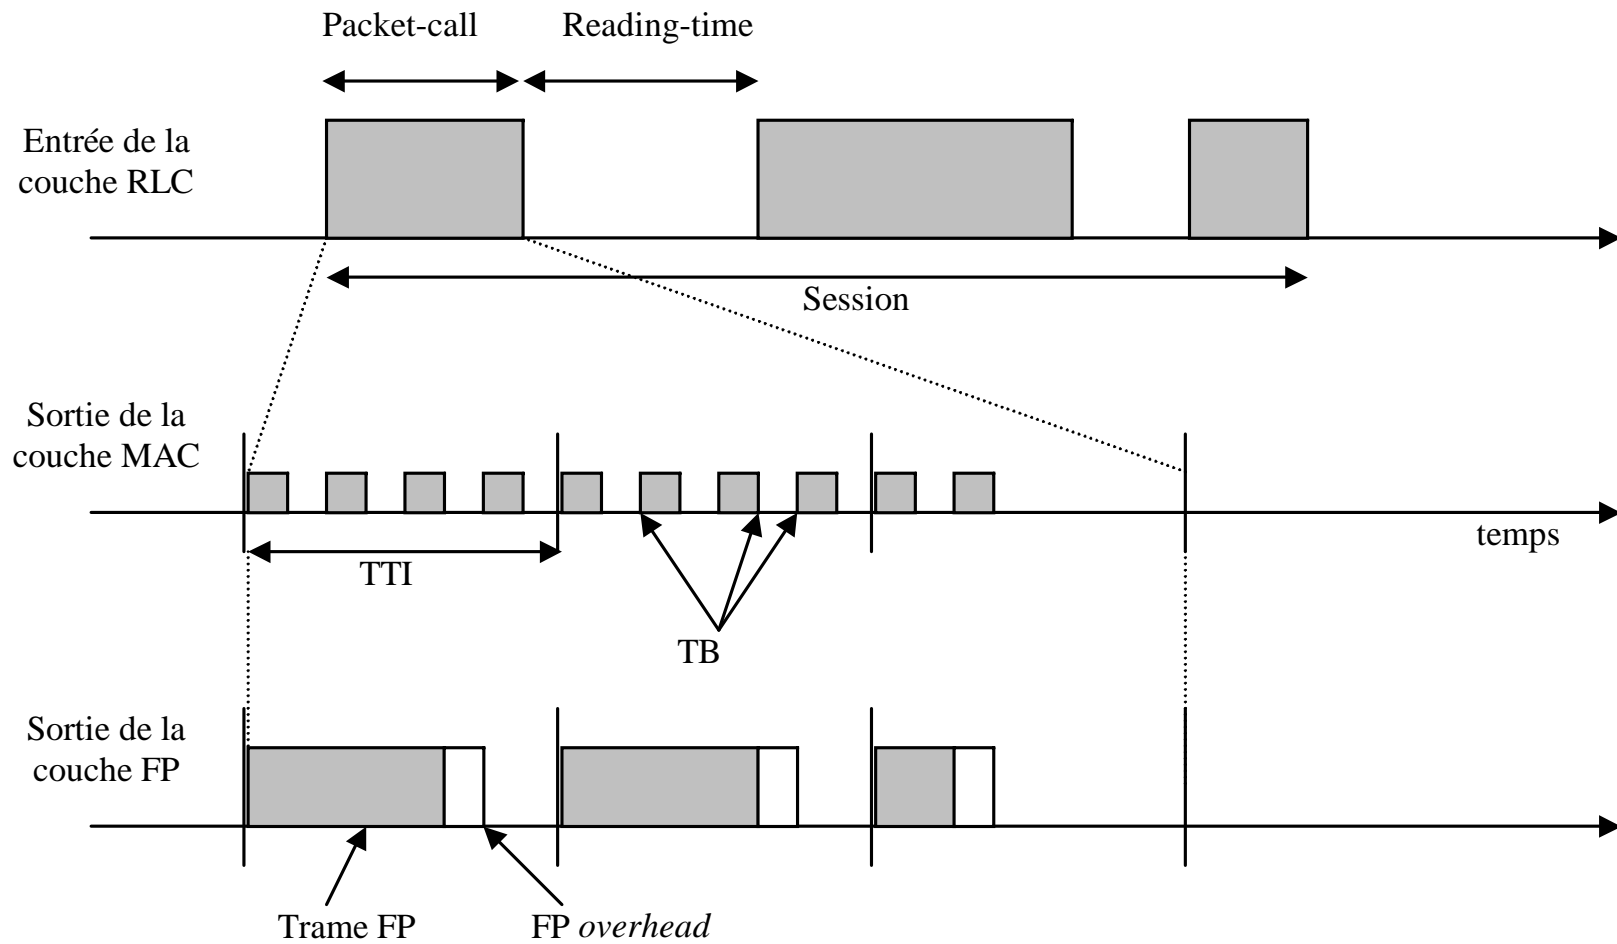 Packet-call
Reading-time
Entrée de la
couche RLC
Session
Sortie de la
couche MAC
temps
TTI
TB
Sortie de la
couche FP
Trame FP
FP overhead